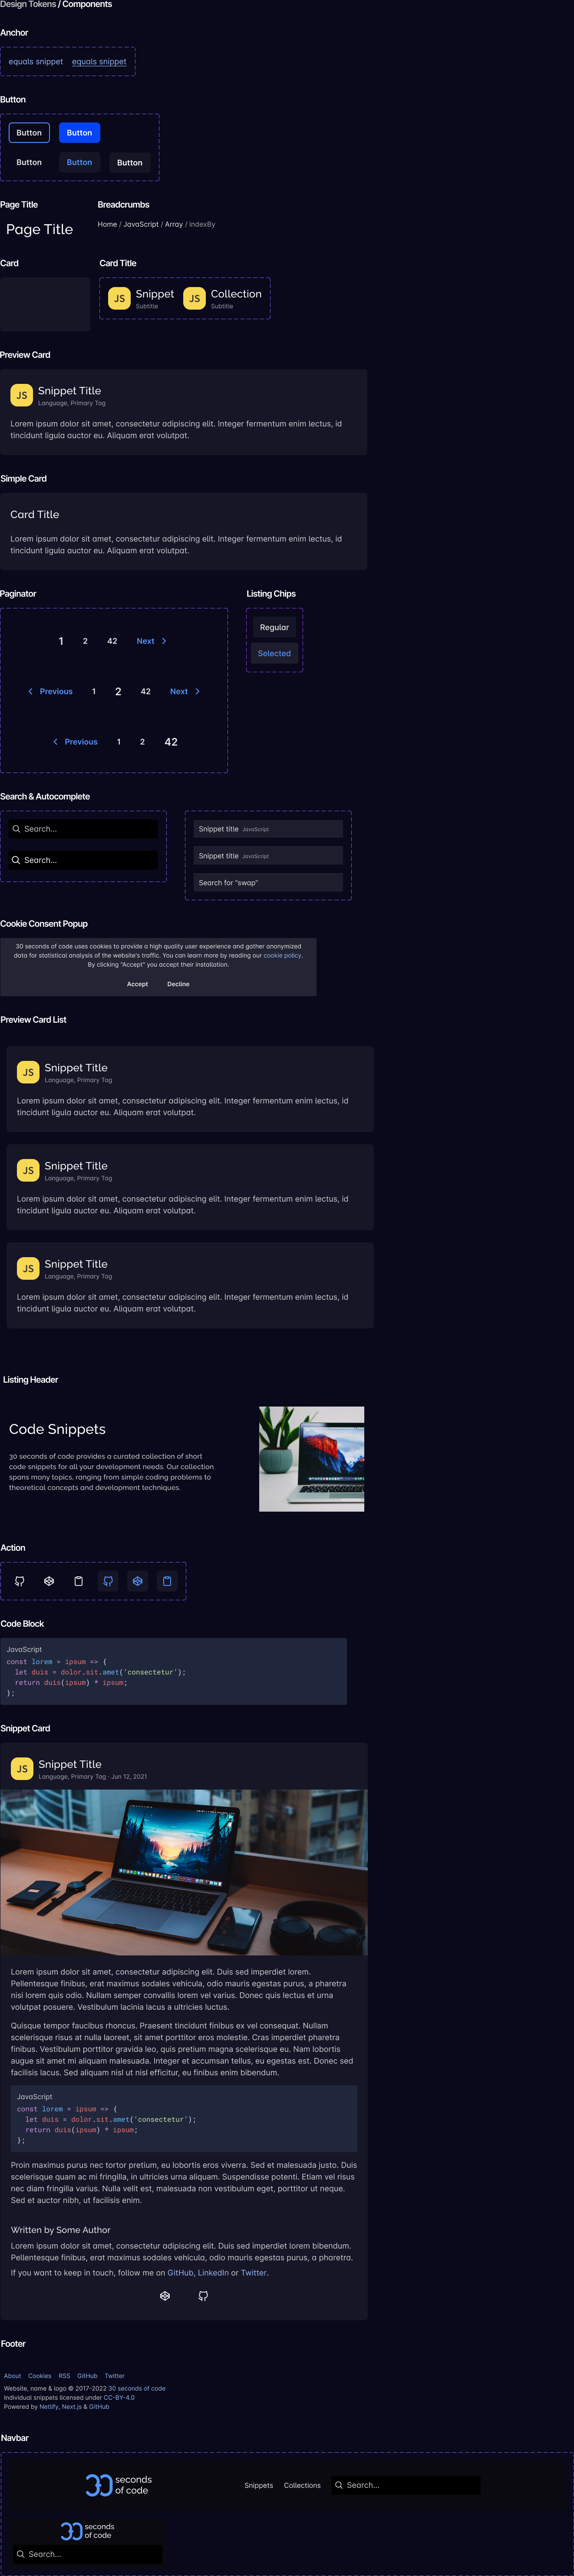 Design Tokens / Components
Anchor
equals snippet equals snippet
Button
Button Button
Button Button Button
Page Title Breadcrumbs
Page Title
Home / JavaScript / Array / indexBy
Card Card Title
JS Snippet JS Collection
Subtitle Subtitle
Preview Card
JS Snippet Title
Language, Primary Tag
Lorem ipsum dolor sit amet, consectetur adipiscing elit. Integer fermentum enim lectus, id
tincidunt ligula auctor eu. Aliquam erat volutpat.
Simple Card
Card Title
Lorem ipsum dolor sit amet, consectetur adipiscing elit. Integer fermentum enim lectus, id
tincidunt ligula auctor eu. Aliquam erat volutpat.
Paginator
1 2 42 Next
Previous 1 2 42 Next
Previous 1 2 42
Listing Chips
Regular
Selected
Search & Autocomplete
Search...
Search...
Snippet title JavaScript
Snippet title JavaScript
Search for "swap"
Cookie Consent Popup
30 seconds of code uses cookies to provide a high quality user experience and gather anonymized
data for statistical analysis of the website's traffic. You can learn more by reading our cookie policy.
By clicking "Accept" you accept their installation.
Accept Decline
Preview Card List
JS Snippet Title
Language, Primary Tag
Lorem ipsum dolor sit amet, consectetur adipiscing elit. Integer fermentum enim lectus, id
tincidunt ligula auctor eu. Aliquam erat volutpat.
JS Snippet Title
Language, Primary Tag
Lorem ipsum dolor sit amet, consectetur adipiscing elit. Integer fermentum enim lectus, id
tincidunt ligula auctor eu. Aliquam erat volutpat.
JS Snippet Title
Language, Primary Tag
Lorem ipsum dolor sit amet, consectetur adipiscing elit. Integer fermentum enim lectus, id
tincidunt ligula auctor eu. Aliquam erat volutpat.
Listing Header
Code Snippets
30 seconds of code provides a curated collection of short
code snippets for all your development needs. Our collection
spans many topics, ranging from simple coding problems to
theoretical concepts and development techniques.
Action
Code Block
JavaScript
const lorem = ipsum => {
let duis = dolor.sit.amet('consectetur');
return duis(ipsum) * ipsum;
};
Snippet Card
JS Snippet Title
Language, Primary Tag · Jun 12, 2021
Lorem ipsum dolor sit amet, consectetur adipiscing elit. Duis sed imperdiet lorem.
Pellentesque finibus, erat maximus sodales vehicula, odio mauris egestas purus, a pharetra
nisi lorem quis odio. Nullam semper convallis lorem vel varius. Donec quis lectus et urna
volutpat posuere. Vestibulum lacinia lacus a ultricies luctus.
Quisque tempor faucibus rhoncus. Praesent tincidunt finibus ex vel consequat. Nullam
scelerisque risus at nulla laoreet, sit amet porttitor eros molestie. Cras imperdiet pharetra
finibus. Vestibulum porttitor gravida leo, quis pretium magna scelerisque eu. Nam lobortis
augue sit amet mi aliquam malesuada. Integer et accumsan tellus, eu egestas est. Donec sed
facilisis lacus. Sed aliquam nisl ut nisl efficitur, eu finibus enim bibendum.
JavaScript
const lorem = ipsum => {
let duis = dolor.sit.amet('consectetur');
return duis(ipsum) * ipsum;
};
Proin maximus purus nec tortor pretium, eu lobortis eros viverra. Sed et malesuada justo. Duis
scelerisque quam ac mi fringilla, in ultricies urna aliquam. Suspendisse potenti. Etiam vel risus
nec diam fringilla varius. Nulla velit est, malesuada non vestibulum eget, porttitor ut neque.
Sed et auctor nibh, ut facilisis enim.
Written by Some Author
Lorem ipsum dolor sit amet, consectetur adipiscing elit. Duis sed imperdiet lorem bibendum.
Pellentesque finibus, erat maximus sodales vehicula, odio mauris egestas purus, a pharetra.
If you want to keep in touch, follow me on GitHub, LinkedIn or Twitter.
Footer
About Cookies RSS GitHub Twitter
Website, name & logo © 2017-2022 30 seconds of code
Individual snippets licensed under CC-BY-4.0
Powered by Netlify, Next.js & GitHub
Navbar
30 seconds
of code
Snippets Collections Search...
30 seconds
of code
Search...